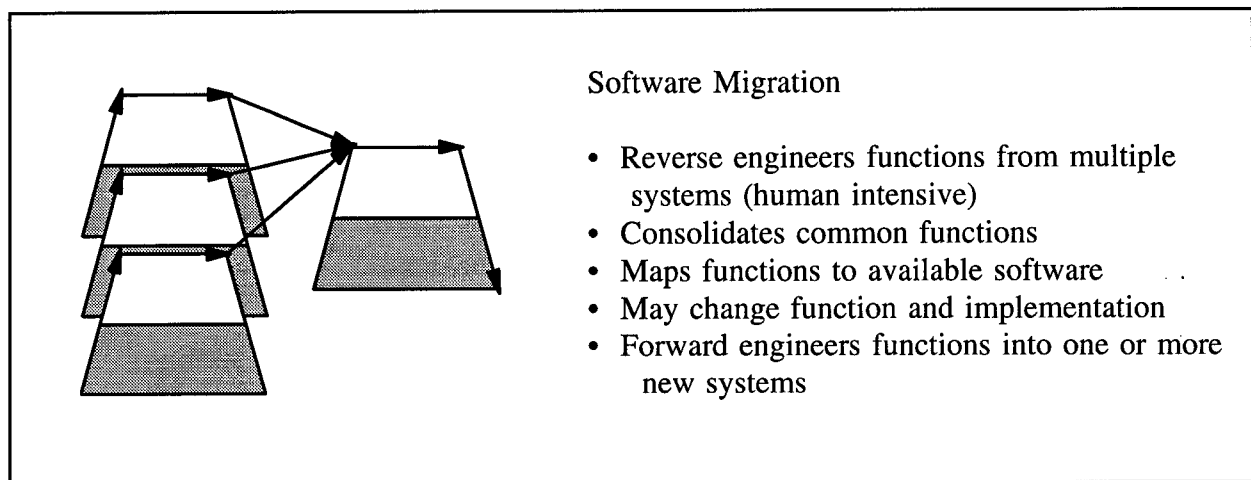 Software Migration
• Reverse engineers functions from multiple
systems (human intensive)
• Consolidates common functions
• Maps functions to available software
• May change function and implementation
• Forward engineers functions into one or more
new systems